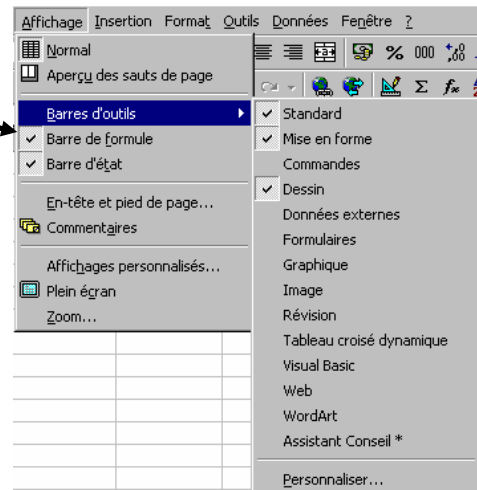 Affichage Insertion Format Outils Données Fenêtre ?
Normal
Aperçu des sauts de page
Barres d'outils
Barre de formule
Barre d'état
En-tête et pied de page...
Commentaires
Affichages personnalisés...
Plein écran
Zoom...
% 000
Σ fx
Standard
Mise en forme
Commandes
Dessin
Données externes
Formulaires
Graphique
Image
Révision
Tableau croisé dynamique
Visual Basic
Web
WordArt
Assistant Conseil *
Personnaliser...